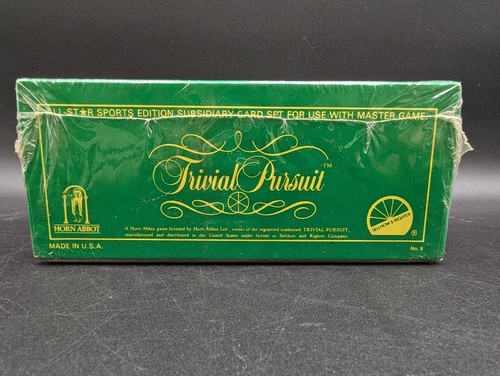 ALL-STAR SPORTS EDITION SUBSIDIARY CARD SET FOR USE WITH MASTER GAME.
Trivial Pursuit ™
HORN ABBOT
SELCHOW & RIGHTER
®
A Horn Abbot game licensed by Horn Abbot Ltd., owner of the registered trademark TRIVIAL PURSUIT,
manufactured and distributed in the United States under license to Selchow and Righter Company.
MADE IN U.S.A.
No. 8